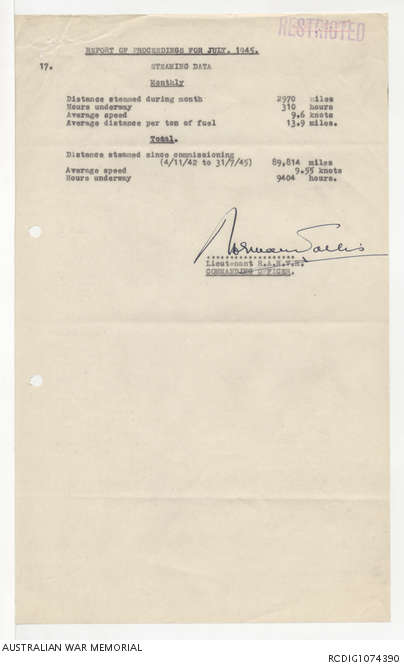 RESTRICTED
REPORT OF PROCEEDINGS FOR JULY, 1945.
17. STEAMING DATA
Monthly
Distance steamed during month 2970 miles
Hours underway 310 hours
Average speed 9.6 knots
Average distance per ton of fuel 13.9 miles.
Total.
Distance steamed since commissioning
(4/11/42 to 31/7/45) 89,814 miles
Average speed 9.55 knots
Hours underway 9404 hours.
Norman
Lieutenant R.A.N.V.R.
COMMANDING OFFICER.
AUSTRALIAN WAR MEMORIAL
RCDIG1074390